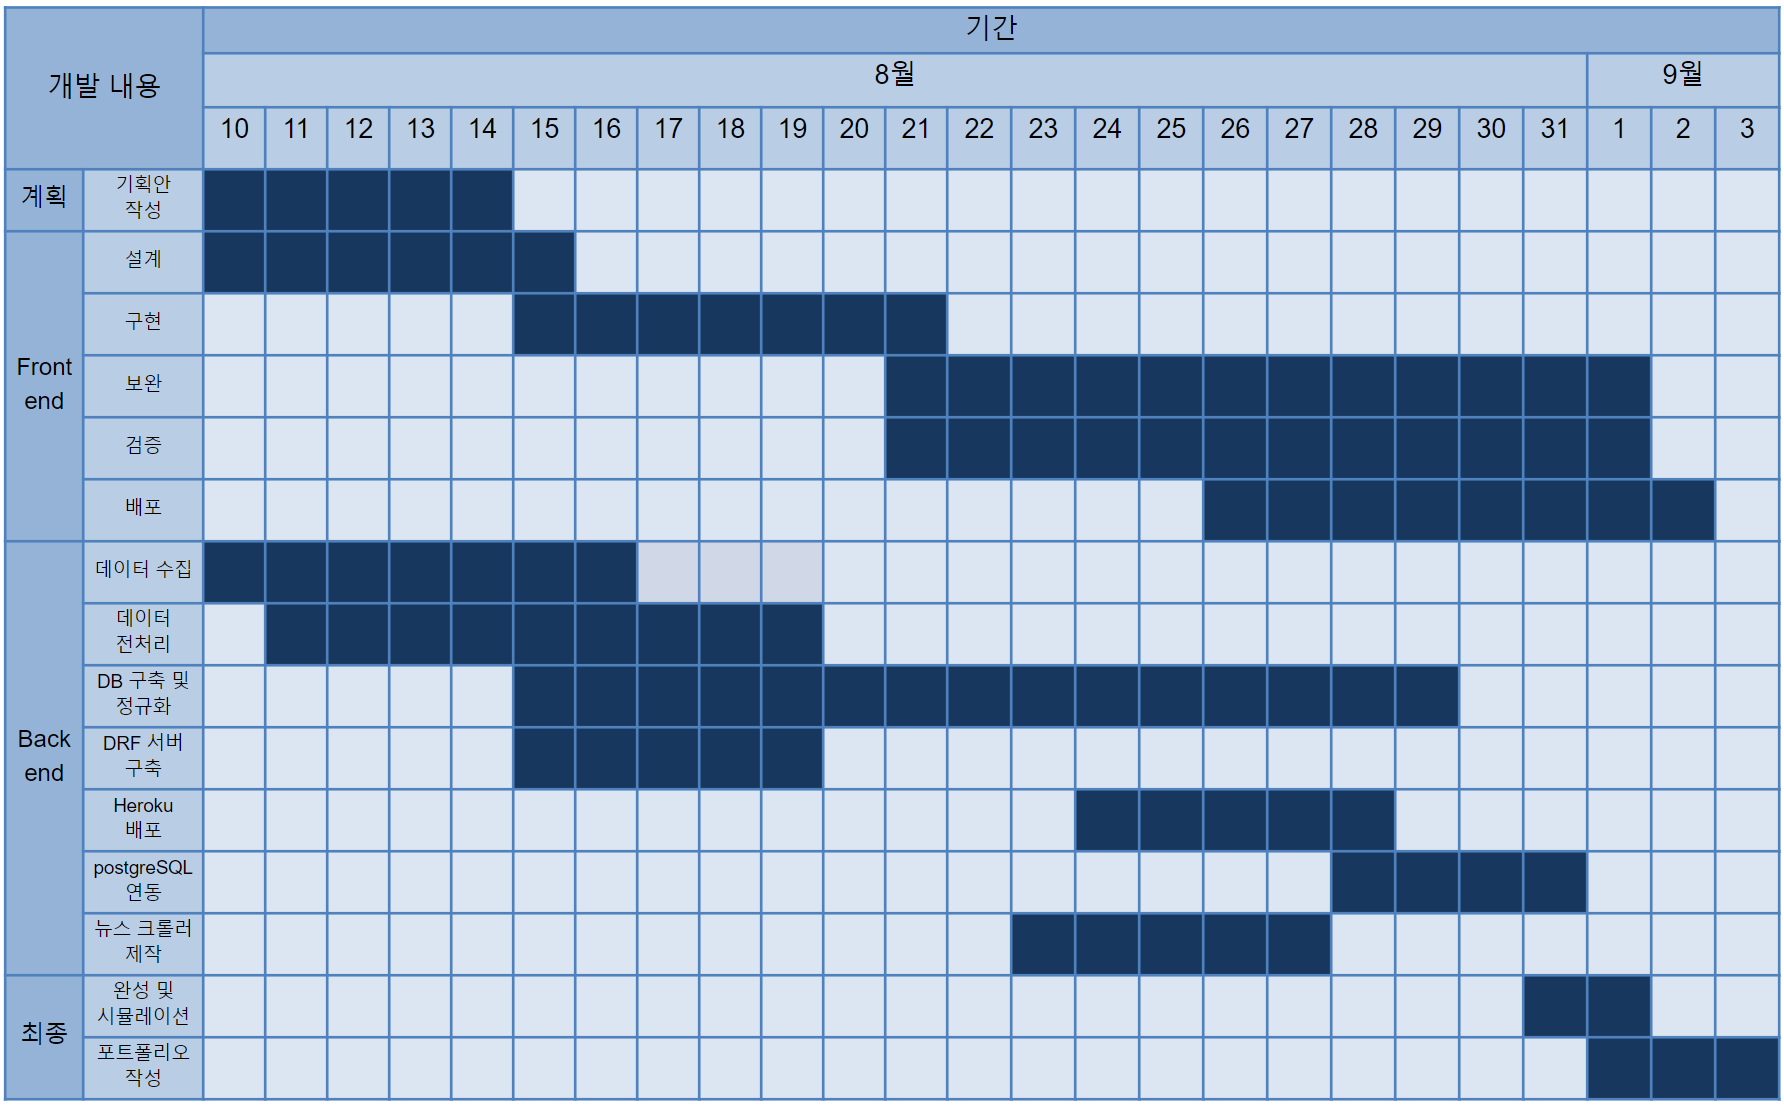 개발 내용
기간
8월
9월
10 11 12 13 14 15 16 17 18 19 20 21 22 23 24 25 26 27 28 29 30 31 1 2 3
계획
기획안
작성
Front
end
설계
구현
보완
검증
배포
Back
end
데이터 수집
데이터
전처리
DB 구축 및
정규화
DRF 서버
구축
Heroku
배포
postgreSQL
연동
뉴스 크롤러
제작
최종
완성 및
시뮬레이션
포트폴리오
작성